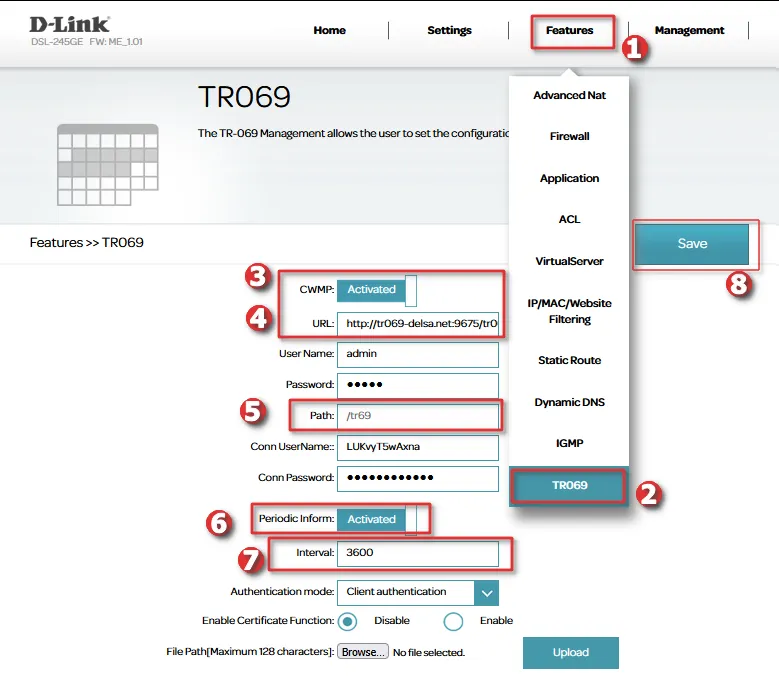 D-Link
DSL-245GE FW: ME_1.01
Home
Settings
Features
Management
1
TR069
The TR-069 Management allows the user to set the configuratio
Advanced Nat
Firewall
Application
ACL
VirtualServer
IP/MAC/Website
Filtering
Static Route
Dynamic DNS
IGMP
TR069
2
Features >> TR069
Save
8
3
CWMP: Activated
4
URL: http://tr069-delsa.net:9675/tr0
User Name: admin
Password: •••••
5
Path: /tr69
Conn UserName:: LUKvyT5wAxna
Conn Password: ••••••••••••
6
Periodic Inform: Activated
7
Interval: 3600
Authentication mode: Client authentication
Enable Certificate Function: Disable Enable
File Path[Maximum 128 characters]: Browse... No file selected.
Upload